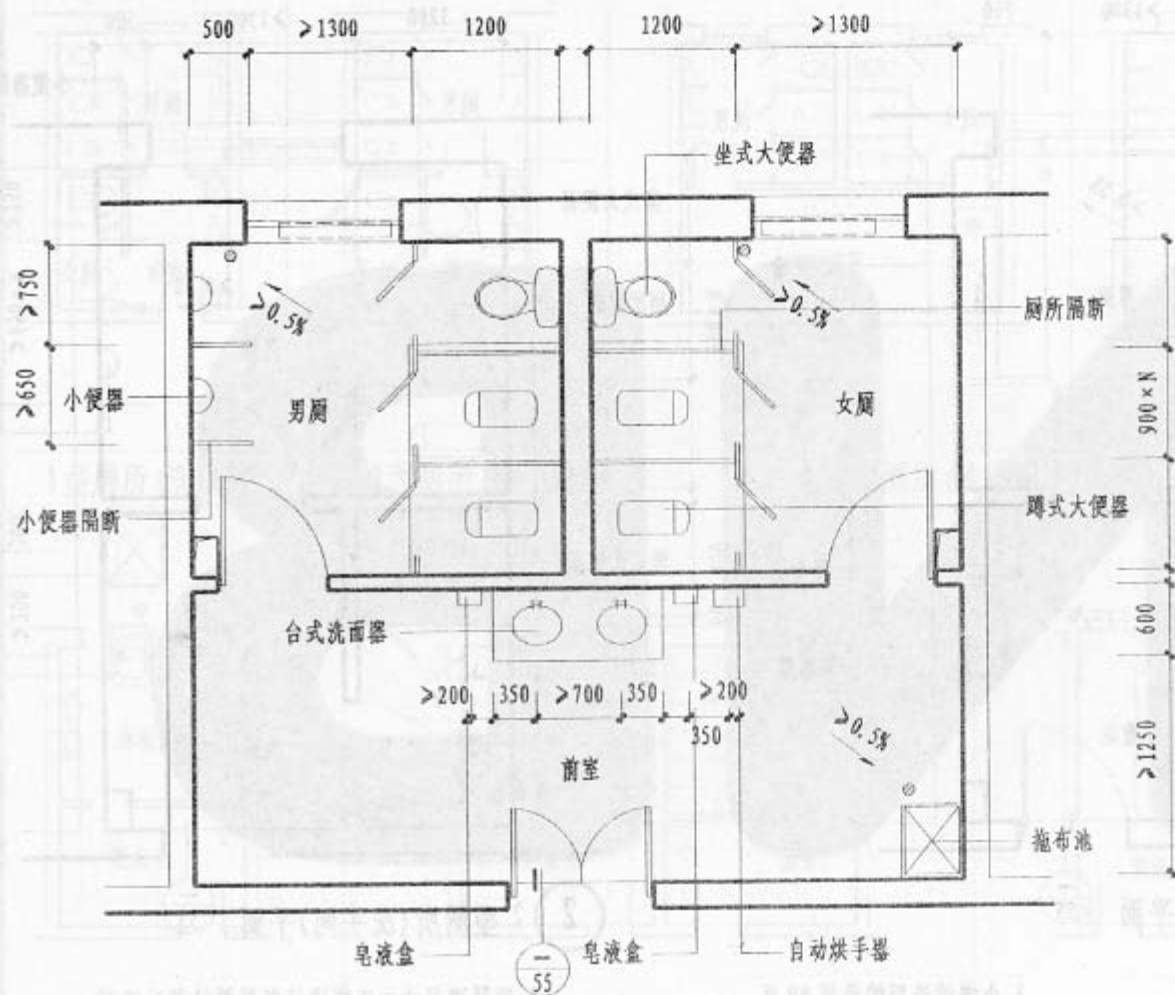 500 ≥1300 1200 1200 ≥1300
坐式大便器
≥750
≥0.5%
≥0.5%
厕所隔断
≥650
小便器
男厕
女厕
900×N
小便器隔断
蹲式大便器
台式洗面器
600
≥200 350 ≥700 350 ≥200
350
≥0.5%
前室
≥1250
拖布池
皂液盒
皂液盒
自动烘手器
一
55